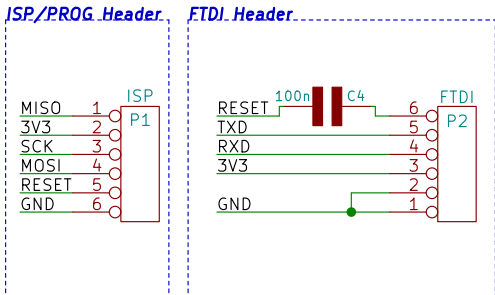 ISP/PROG Header
ISP
P1
MISO 1
3V3 2
SCK 3
MOSI 4
RESET 5
GND 6
FTDI Header
100n C4
FTDI
P2
RESET 6
TXD 5
RXD 4
3V3 3
2
GND 1